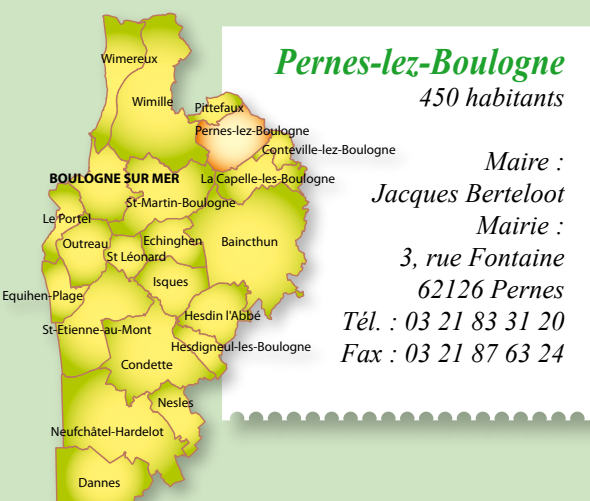 Pernes-lez-Boulogne
450 habitants
Maire :
Jacques Berteloot
Mairie :
3, rue Fontaine
62126 Pernes
Tél. : 03 21 83 31 20
Fax : 03 21 87 63 24
Wimereux
Wimille
Pittefaux
Pernes-lez-Boulogne
Conteville-lez-Boulogne
BOULOGNE SUR MER
La Capelle-les-Boulogne
St-Martin-Boulogne
Le Portel
Outreau
Echinghen
Baincthun
St Léonard
Isques
Equihen-Plage
Hesdin l'Abbé
St-Etienne-au-Mont
Hesdigneul-les-Boulogne
Condette
Nesles
Neufchâtel-Hardelot
Dannes